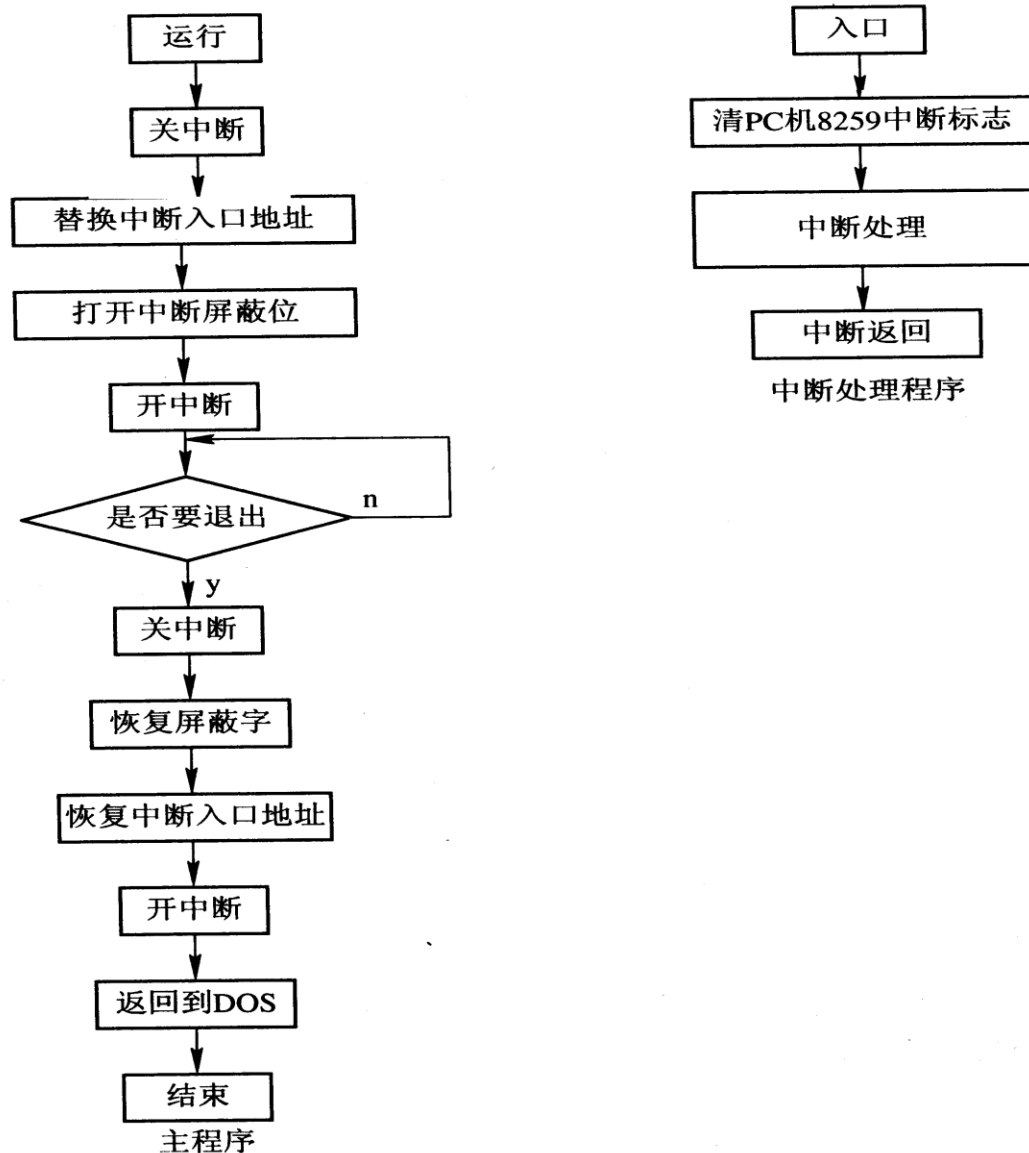 运行
关中断
替换中断入口地址
打开中断屏蔽位
开中断
是否要退出
n
y
关中断
恢复屏蔽字
恢复中断入口地址
开中断
返回到DOS
结束
主程序
入口
清PC机8259中断标志
中断处理
中断返回
中断处理程序